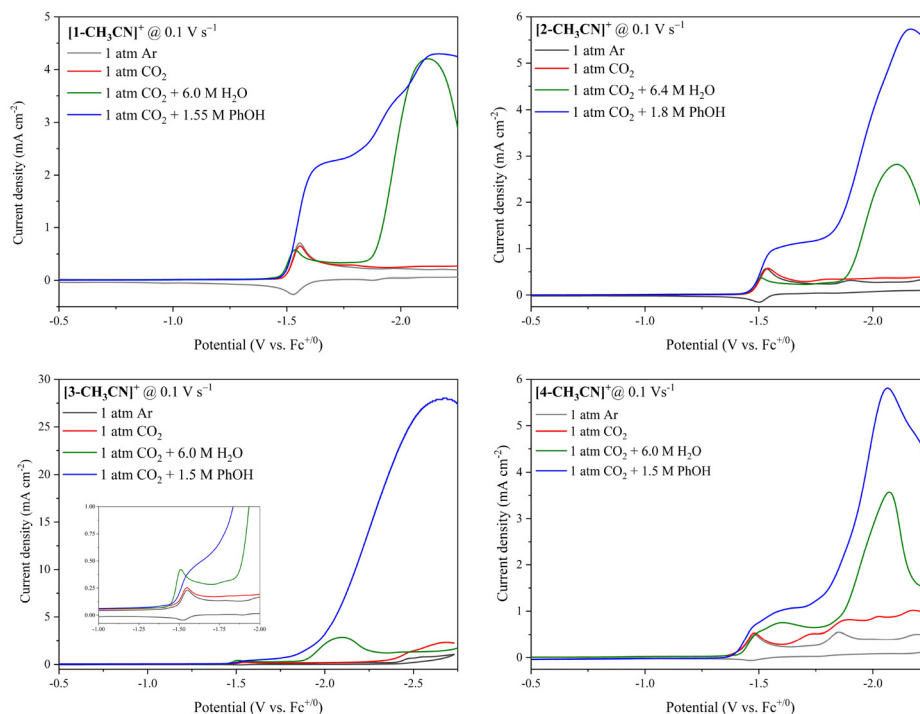 [1-CH₃CN]⁺ @ 0.1 V s⁻¹
1 atm Ar
1 atm CO₂
1 atm CO₂ + 6.0 M H₂O
1 atm CO₂ + 1.55 M PhOH
Current density (mA cm⁻²)
5
4
3
2
1
0
-0.5
-1.0
-1.5
-2.0
Potential (V vs. Fc⁺/⁰)
[2-CH₃CN]⁺ @ 0.1 V s⁻¹
1 atm Ar
1 atm CO₂
1 atm CO₂ + 6.4 M H₂O
1 atm CO₂ + 1.8 M PhOH
Current density (mA cm⁻²)
6
5
4
3
2
1
0
-0.5
-1.0
-1.5
-2.0
Potential (V vs. Fc⁺/⁰)
[3-CH₃CN]⁺ @ 0.1 V s⁻¹
1 atm Ar
1 atm CO₂
1 atm CO₂ + 6.0 M H₂O
1 atm CO₂ + 1.5 M PhOH
Current density (mA cm⁻²)
30
25
20
15
10
5
0
1.00
0.75
0.50
0.25
0.00
-1.00
-1.25
-1.50
-1.75
-2.00
-0.5
-1.0
-1.5
-2.0
-2.5
Potential (V vs. Fc⁺/⁰)
[4-CH₃CN]⁺@ 0.1 Vs⁻¹
1 atm Ar
1 atm CO₂
1 atm CO₂ + 6.0 M H₂O
1 atm CO₂ + 1.5 M PhOH
Current density (mA cm⁻²)
6
5
4
3
2
1
0
-0.5
-1.0
-1.5
-2.0
Potential (V vs. Fc⁺/⁰)